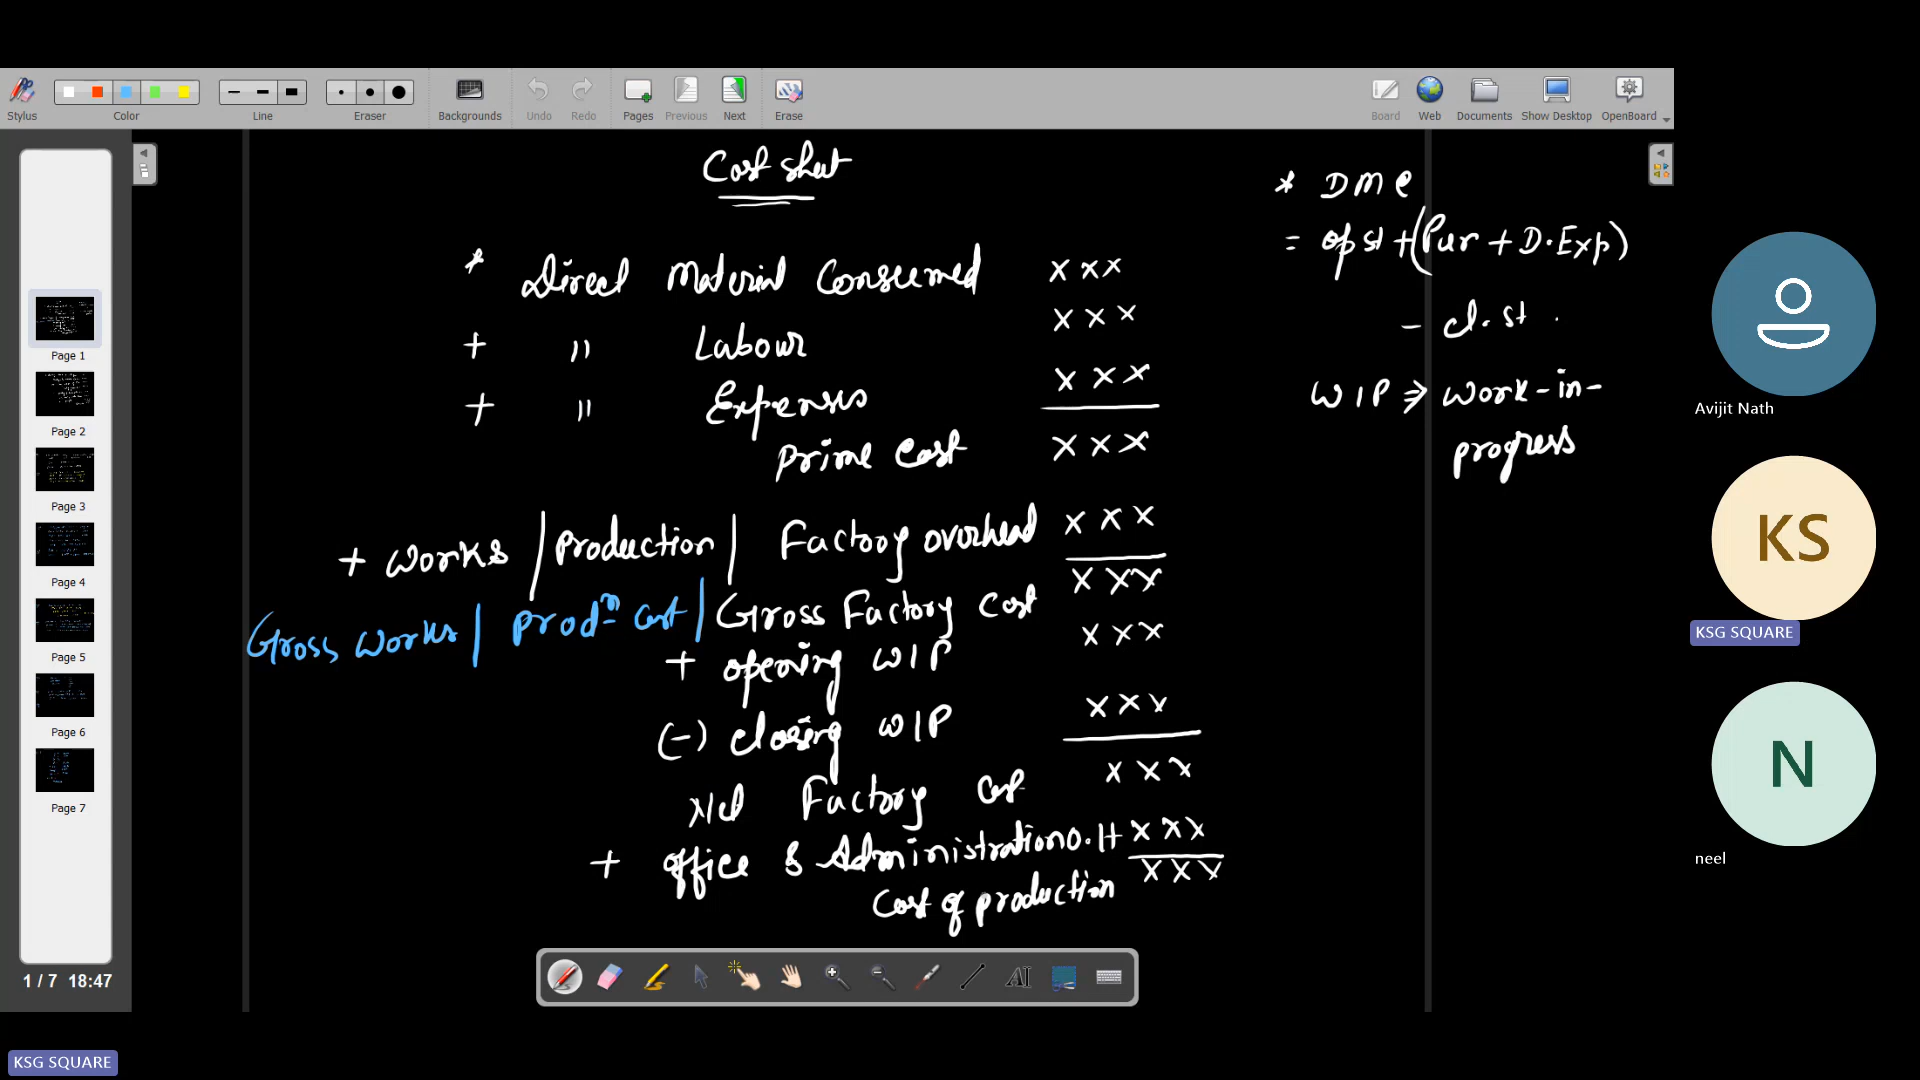 Stylus
Color
Line
Eraser
Backgrounds
Undo
Redo
Pages
Previous
Next
Erase
Board
Web
Documents
Show Desktop
OpenBoard
Cost sheet
* Direct Material Consumed xxx
+ " Labour xxx
+ " Expenses xxx
Prime Cost xxx
+ works | production | Factory overhead xxx
Gross works | Prodn cost | Gross Factory Cost xxx
+ opening WIP xxx
(-) closing WIP xxx
Net Factory Cost xxx
+ office & Administration O.H xxx
Cost of production xxx
* DMC
= op st + (Pur + D.Exp)
- cl. st.
WIP ⇒ work-in-
progress
Page 1
Page 2
Page 3
Page 4
Page 5
Page 6
Page 7
1 / 7 18:47
AI
Avijit Nath
KS
KSG SQUARE
N
neel
KSG SQUARE